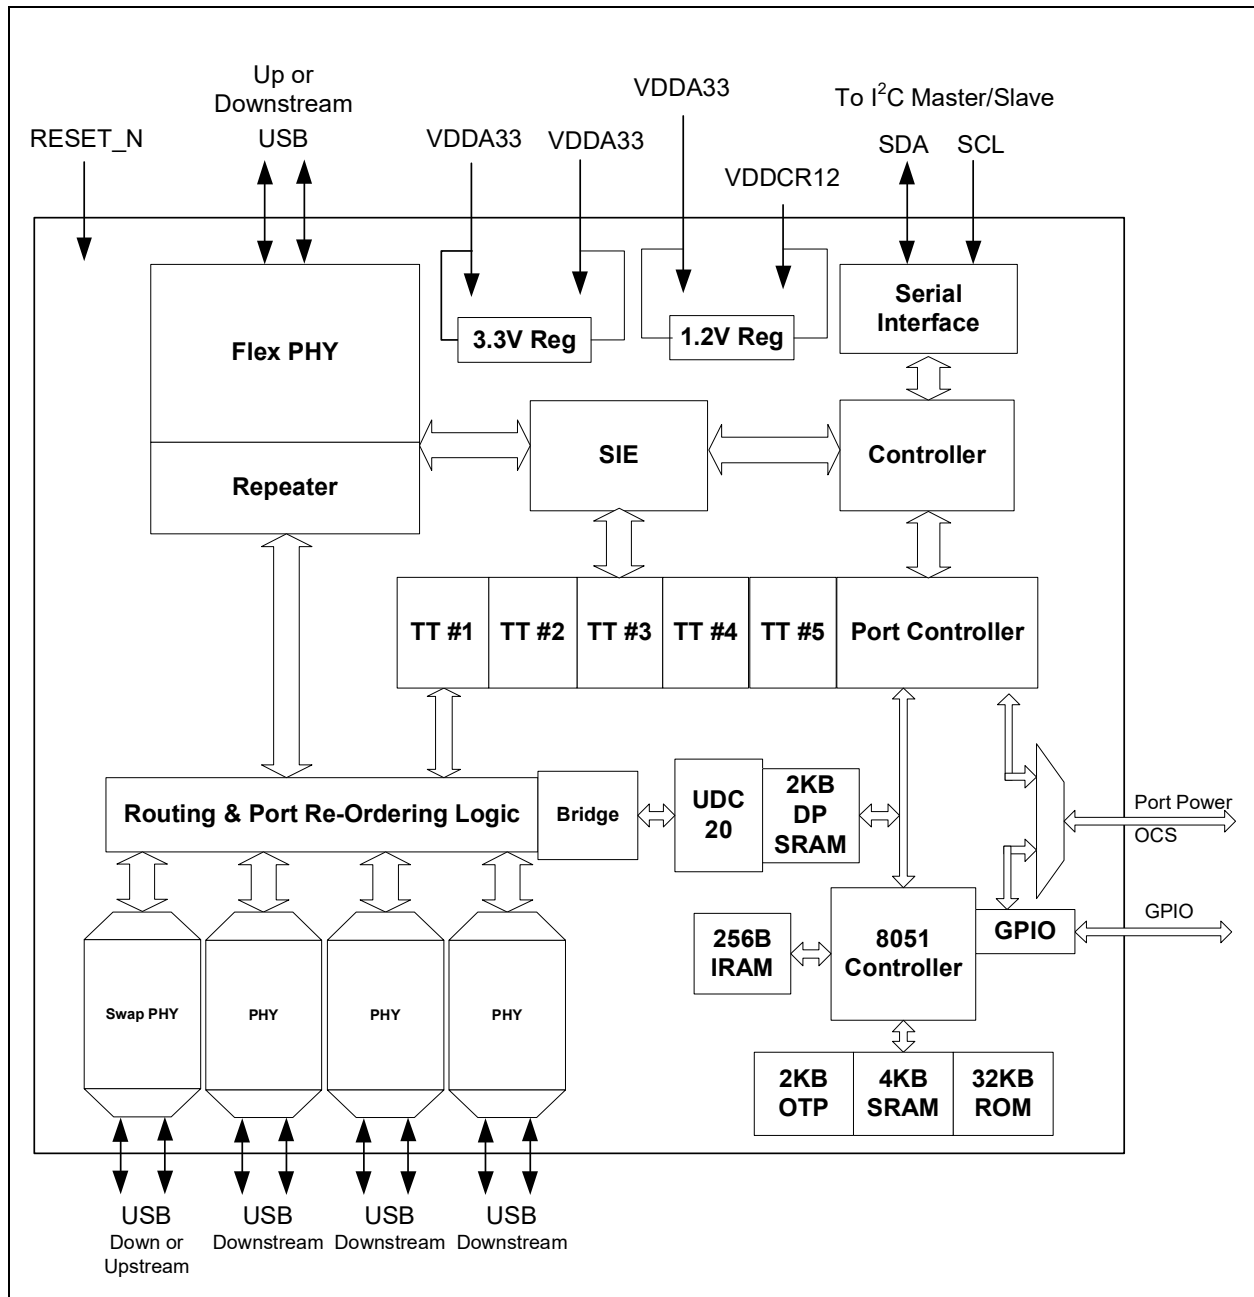 Up or
Downstream
USB
RESET_N
VDDA33
VDDA33
VDDA33
VDDCR12
To I²C Master/Slave
SDA
SCL
Flex PHY
Repeater
3.3V Reg
1.2V Reg
Serial
Interface
SIE
Controller
TT #1
TT #2
TT #3
TT #4
TT #5
Port Controller
Routing & Port Re-Ordering Logic
Bridge
UDC
20
2KB
DP
SRAM
Port Power
OCS
256B
IRAM
8051
Controller
GPIO
GPIO
Swap PHY
PHY
PHY
PHY
2KB
OTP
4KB
SRAM
32KB
ROM
USB
Down or
Upstream
USB
Downstream
USB
Downstream
USB
Downstream